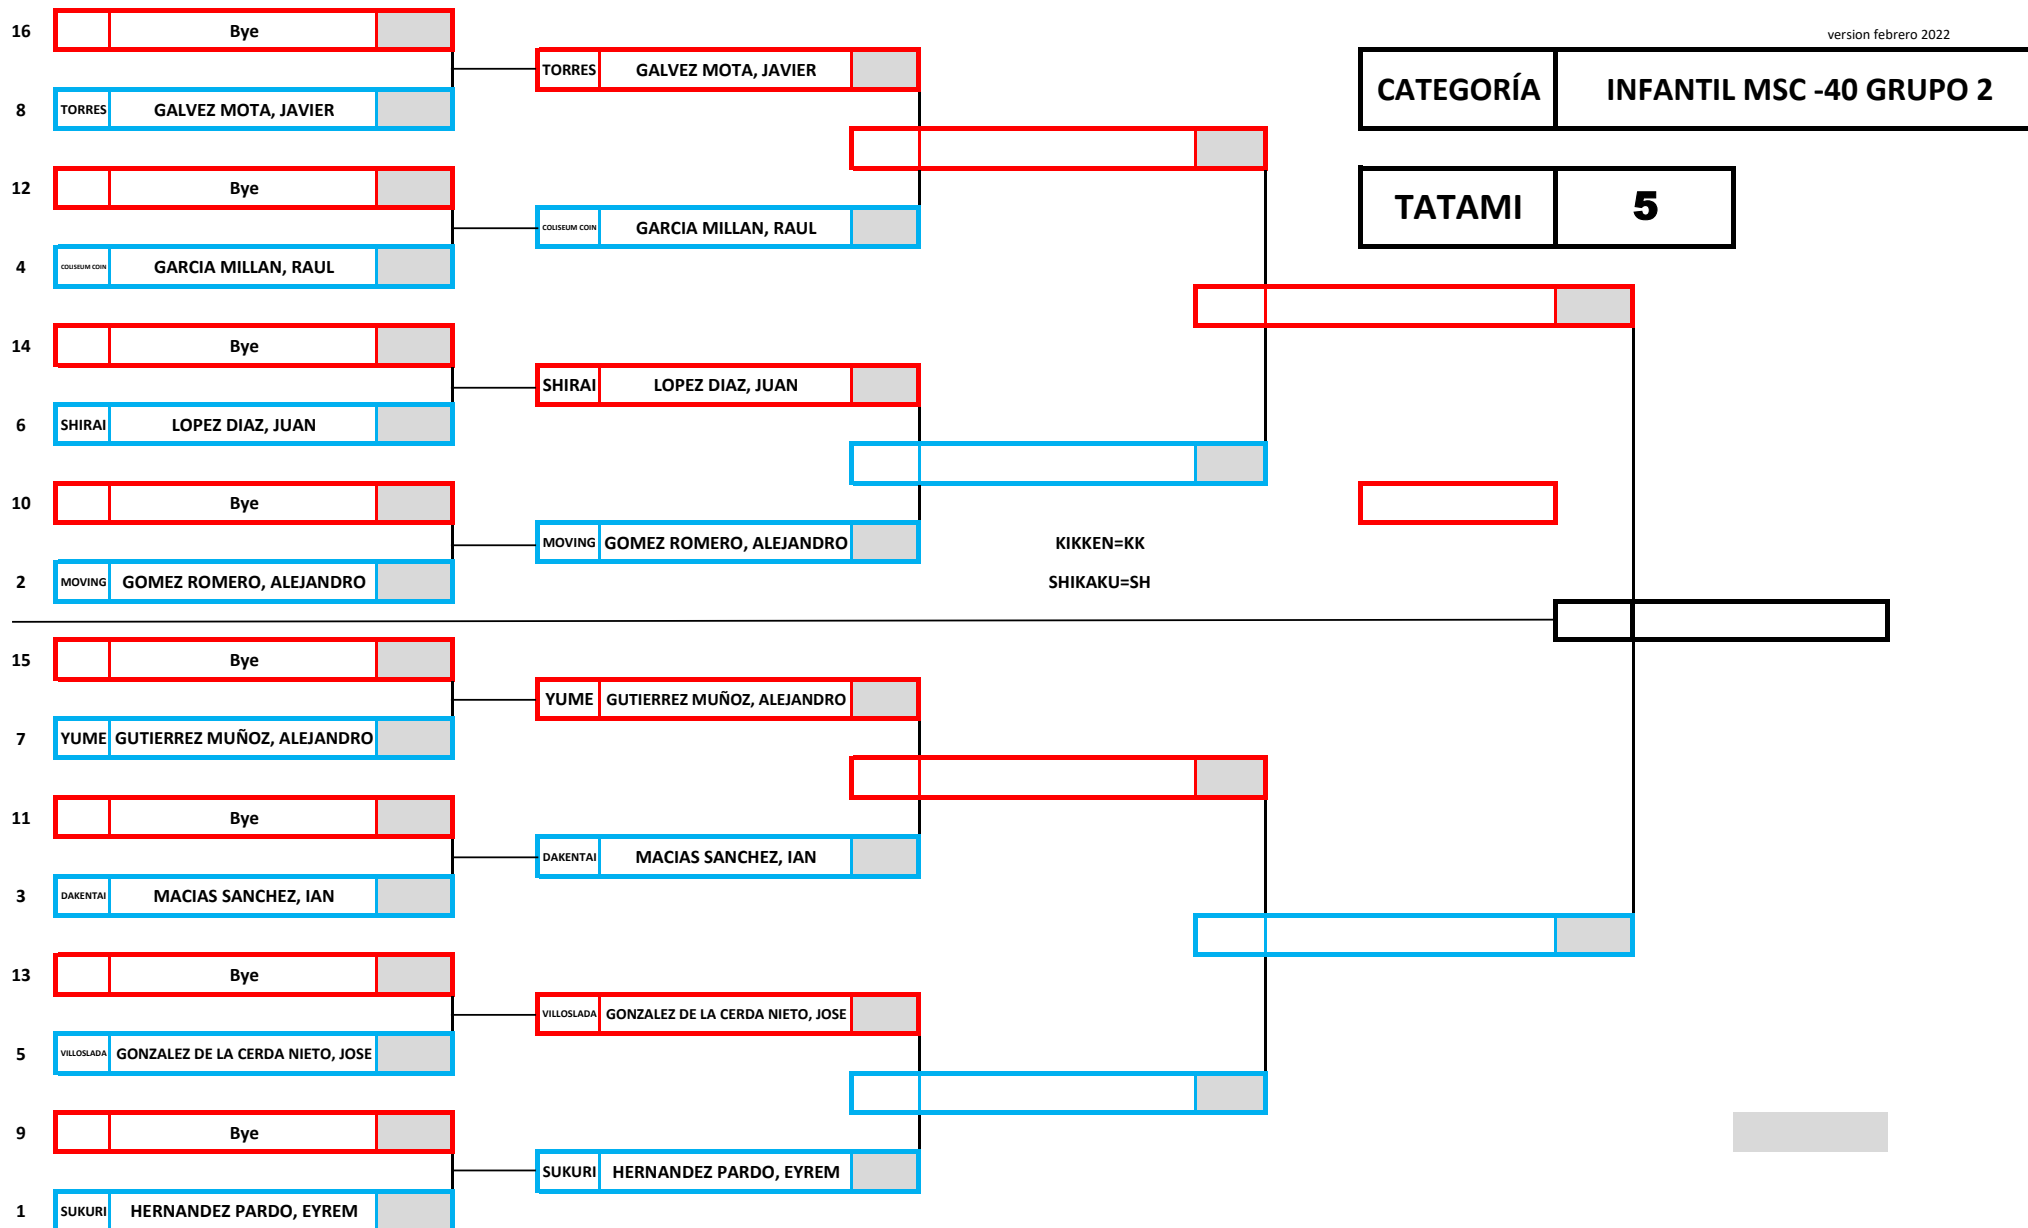 version febrero 2022
CATEGORÍA INFANTIL MSC -40 GRUPO 2
TATAMI 5
16 Bye
8 TORRES GALVEZ MOTA, JAVIER
12 Bye
4 COLISEUM COIN GARCIA MILLAN, RAUL
14 Bye
6 SHIRAI LOPEZ DIAZ, JUAN
10 Bye
2 MOVING GOMEZ ROMERO, ALEJANDRO
15 Bye
7 YUME GUTIERREZ MUÑOZ, ALEJANDRO
11 Bye
3 DAKENTAI MACIAS SANCHEZ, IAN
13 Bye
5 VILLOSLADA GONZALEZ DE LA CERDA NIETO, JOSE
9 Bye
1 SUKURI HERNANDEZ PARDO, EYREM
TORRES GALVEZ MOTA, JAVIER
COLISEUM COIN GARCIA MILLAN, RAUL
SHIRAI LOPEZ DIAZ, JUAN
MOVING GOMEZ ROMERO, ALEJANDRO
YUME GUTIERREZ MUÑOZ, ALEJANDRO
DAKENTAI MACIAS SANCHEZ, IAN
VILLOSLADA GONZALEZ DE LA CERDA NIETO, JOSE
SUKURI HERNANDEZ PARDO, EYREM
KIKKEN=KK
SHIKAKU=SH